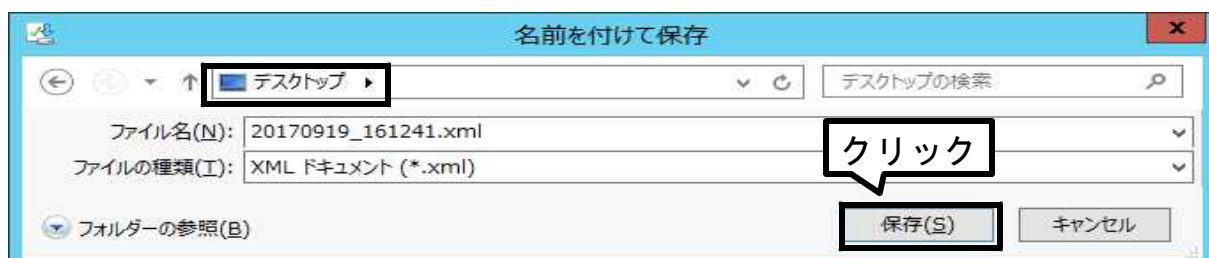 名前を付けて保存
x
デスクトップ
デスクトップの検索
ファイル名(N): 20170919_161241.xml
クリック
ファイルの種類(T): XML ドキュメント (*.xml)
フォルダーの参照(B)
保存(S)
キャンセル